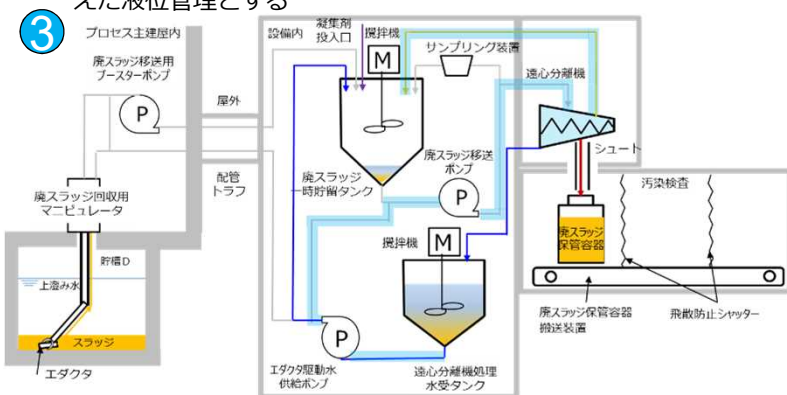 えた液位管理とする
③
プロセス主建屋内
廃スラッジ移送用
ブースターポンプ
P
屋外
配管
トラフ
廃スラッジ回収用
マニピュレータ
貯槽D
上澄み水
スラッジ
エダクタ
設備内
凝集剤
投入口
攪拌機
M
サンプリング装置
遠心分離機
シュート
廃スラッジ
一時貯留タンク
廃スラッジ移送
ポンプ
P
攪拌機
M
P
エダクタ駆動水
供給ポンプ
遠心分離機処理
水受タンク
汚染検査
廃スラッジ
保管容器
廃スラッジ保管容器
搬送装置
飛散防止シャッター